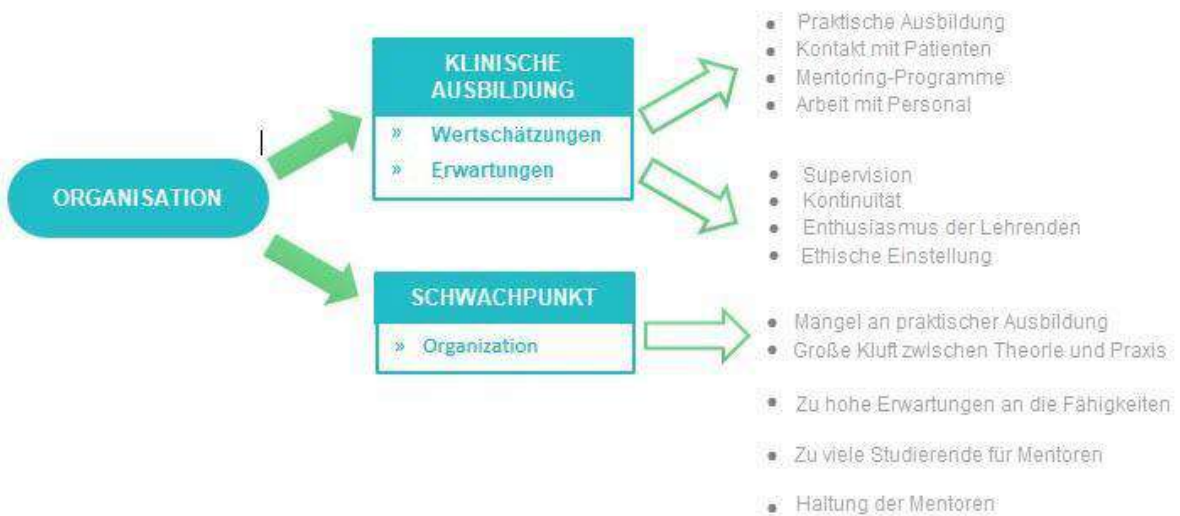 ORGANISATION
KLINISCHE
AUSBILDUNG
» Wertschätzungen
» Erwartungen
• Praktische Ausbildung
• Kontakt mit Patienten
• Mentoring-Programme
• Arbeit mit Personal
• Supervision
• Kontinuität
• Enthusiasmus der Lehrenden
• Ethische Einstellung
SCHWACHPUNKT
» Organization
• Mangel an praktischer Ausbildung
• Große Kluft zwischen Theorie und Praxis
• Zu hohe Erwartungen an die Fähigkeiten
• Zu viele Studierende für Mentoren
• Haltung der Mentoren